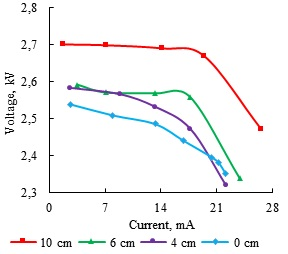 2,8
2,7
2,6
2,5
2,4
2,3
Voltage, kV
0 7 14 21 28
Current, mA
10 cm 6 cm 4 cm 0 cm